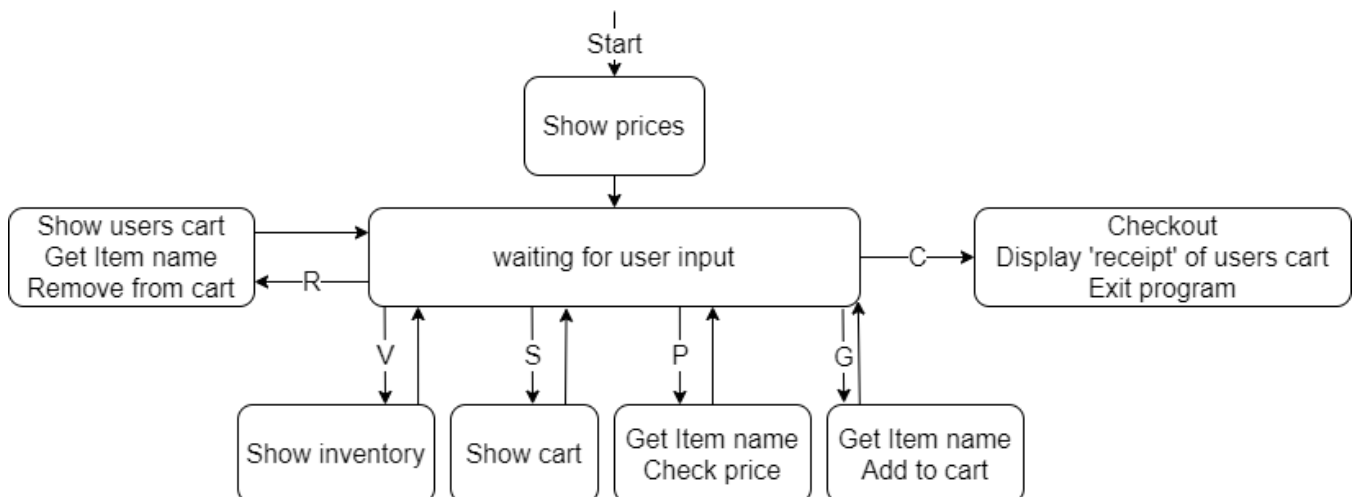 Start
Show prices
Show users cart
Get Item name
Remove from cart
R
waiting for user input
C
Checkout
Display 'receipt' of users cart
Exit program
V
S
P
G
Show inventory
Show cart
Get Item name
Check price
Get Item name
Add to cart